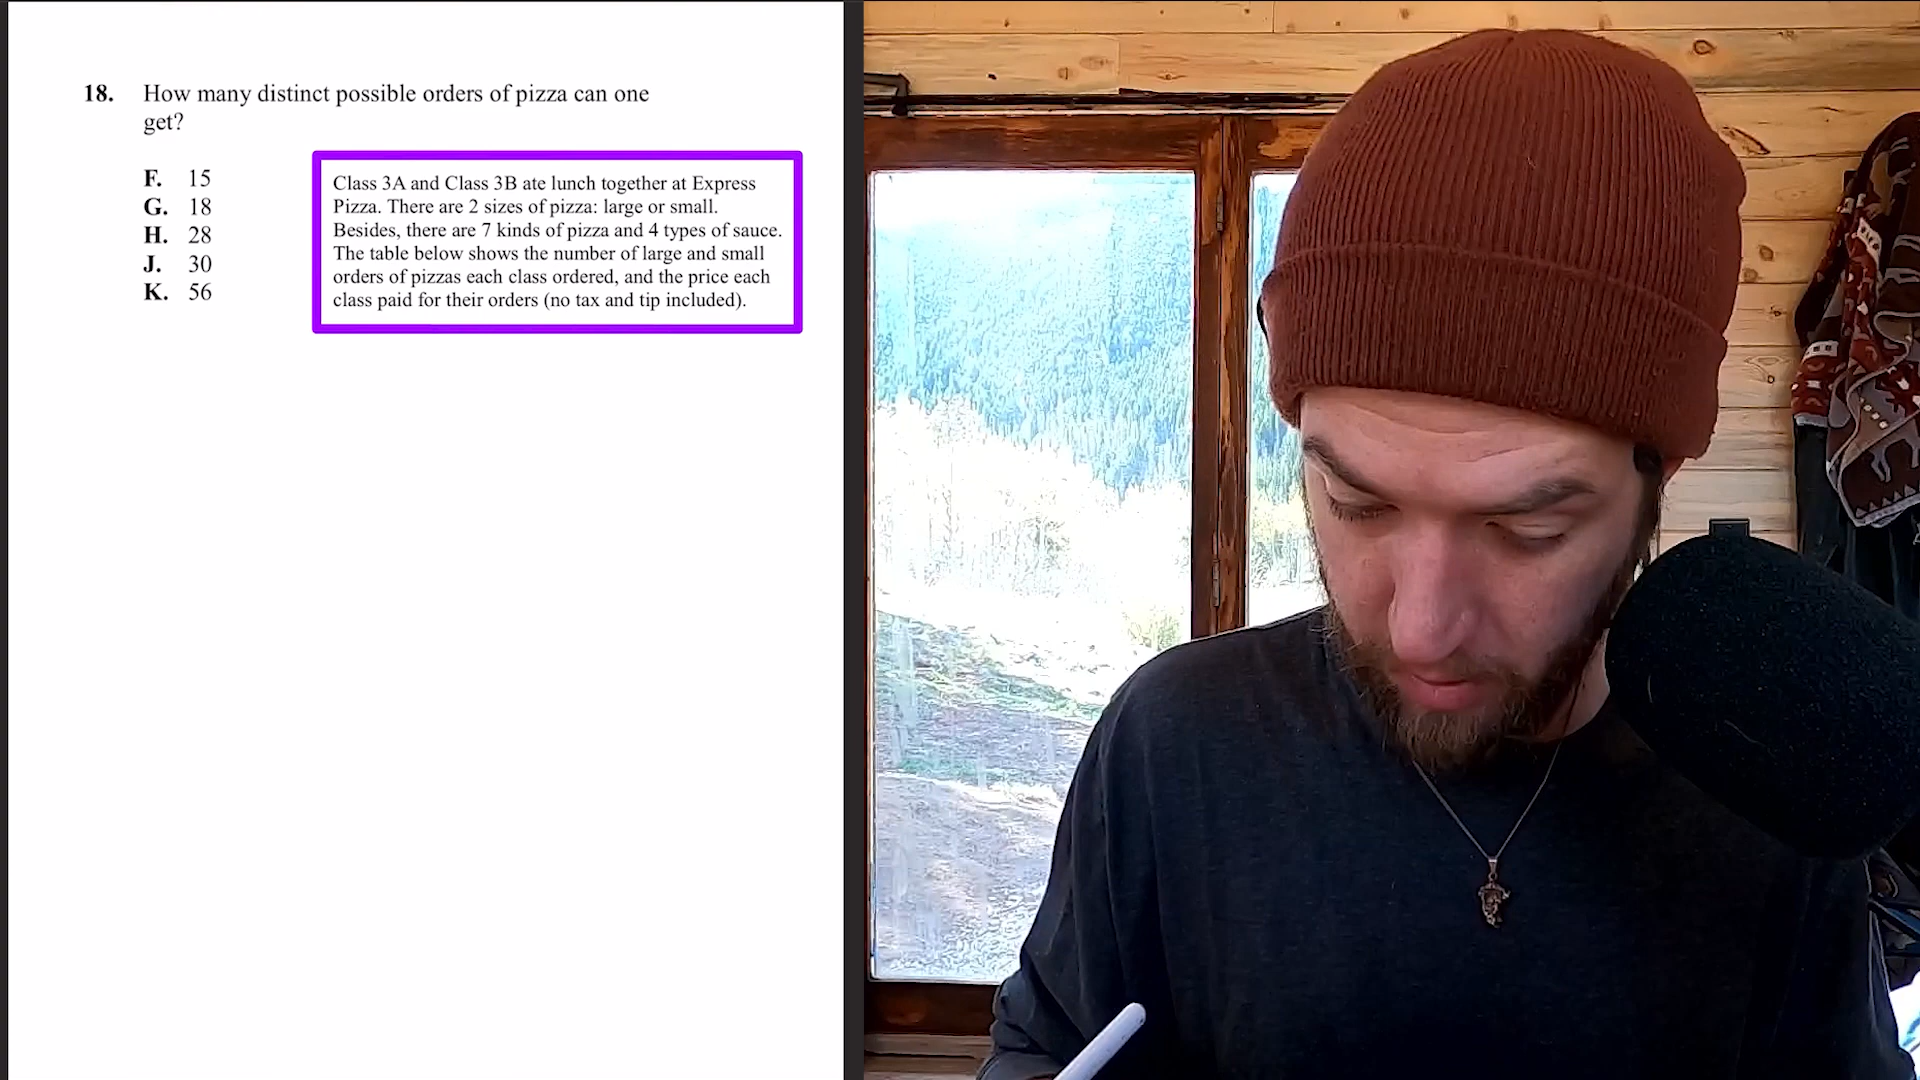 18. How many distinct possible orders of pizza can one
get?
F. 15
G. 18
H. 28
J. 30
K. 56
Class 3A and Class 3B ate lunch together at Express
Pizza. There are 2 sizes of pizza: large or small.
Besides, there are 7 kinds of pizza and 4 types of sauce.
The table below shows the number of large and small
orders of pizzas each class ordered, and the price each
class paid for their orders (no tax and tip included).